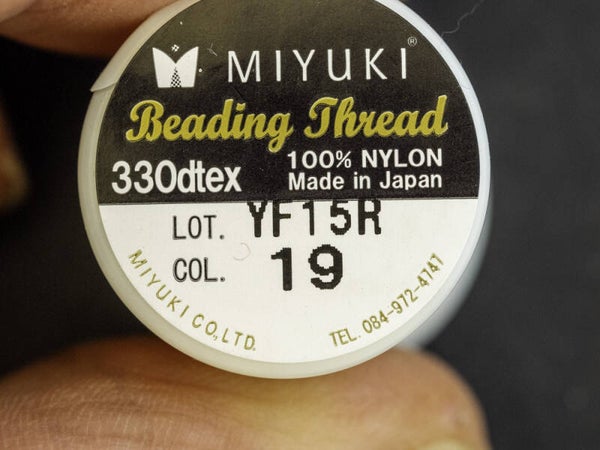 MIYUKI®
Beading Thread
330dtex
100% NYLON
Made in Japan
LOT. YF15R
COL. 19
MIYUKI CO,LTD.
TEL. 084-972-4747